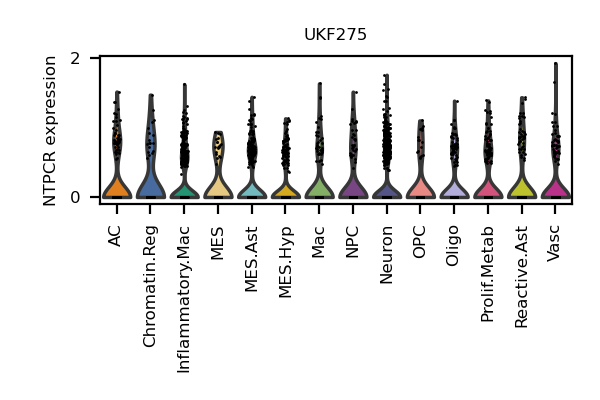 UKF275
NTPCR expression
2
0
AC
Chromatin.Reg
Inflammatory.Mac
MES
MES.Ast
MES.Hyp
Mac
NPC
Neuron
OPC
Oligo
Prolif.Metab
Reactive.Ast
Vasc